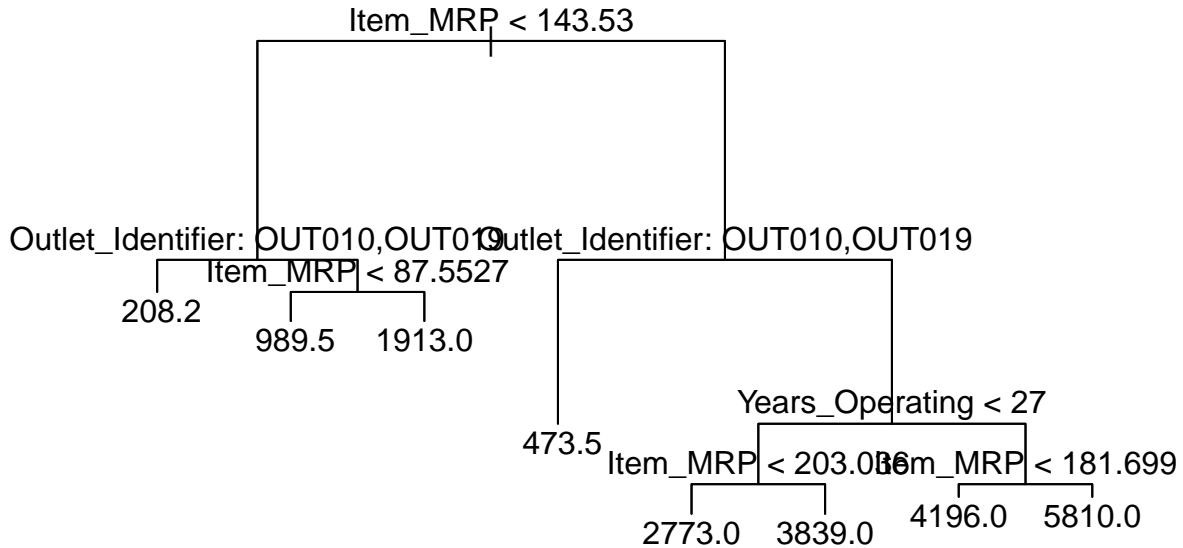 Item_MRP < 143.53
Outlet_Identifier: OUT010,OUT019
Outlet_Identifier: OUT010,OUT019
Item_MRP < 87.5527
208.2
989.5
1913.0
Years_Operating < 27
473.5
Item_MRP < 203.036
Item_MRP < 181.699
2773.0
3839.0
4196.0
5810.0